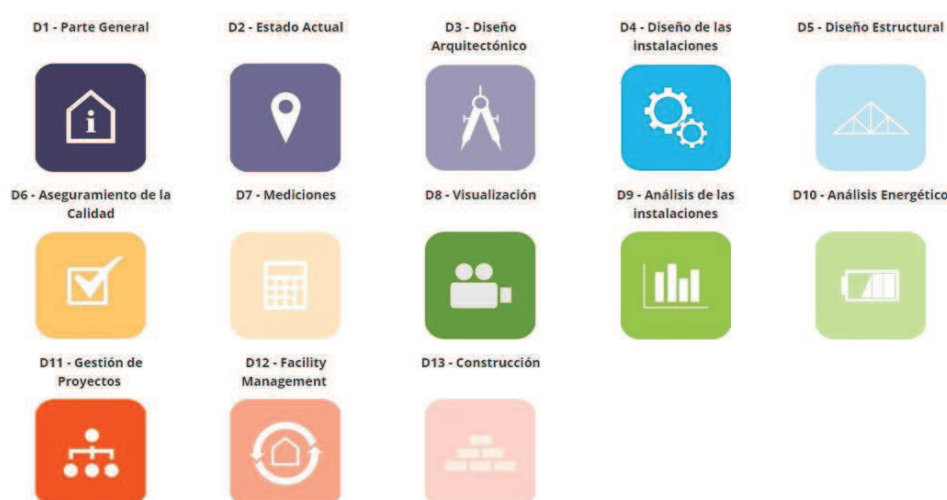 D1 - Parte General
D2 - Estado Actual
D3 - Diseño
Arquitectónico
D4 - Diseño de las
instalaciones
D5 - Diseño Estructural
i
D6 - Aseguramiento de la
Calidad
D7 - Mediciones
D8 - Visualización
D9 - Análisis de las
instalaciones
D10 - Análisis Energético
D11 - Gestión de
Proyectos
D12 - Facility
Management
D13 - Construcción